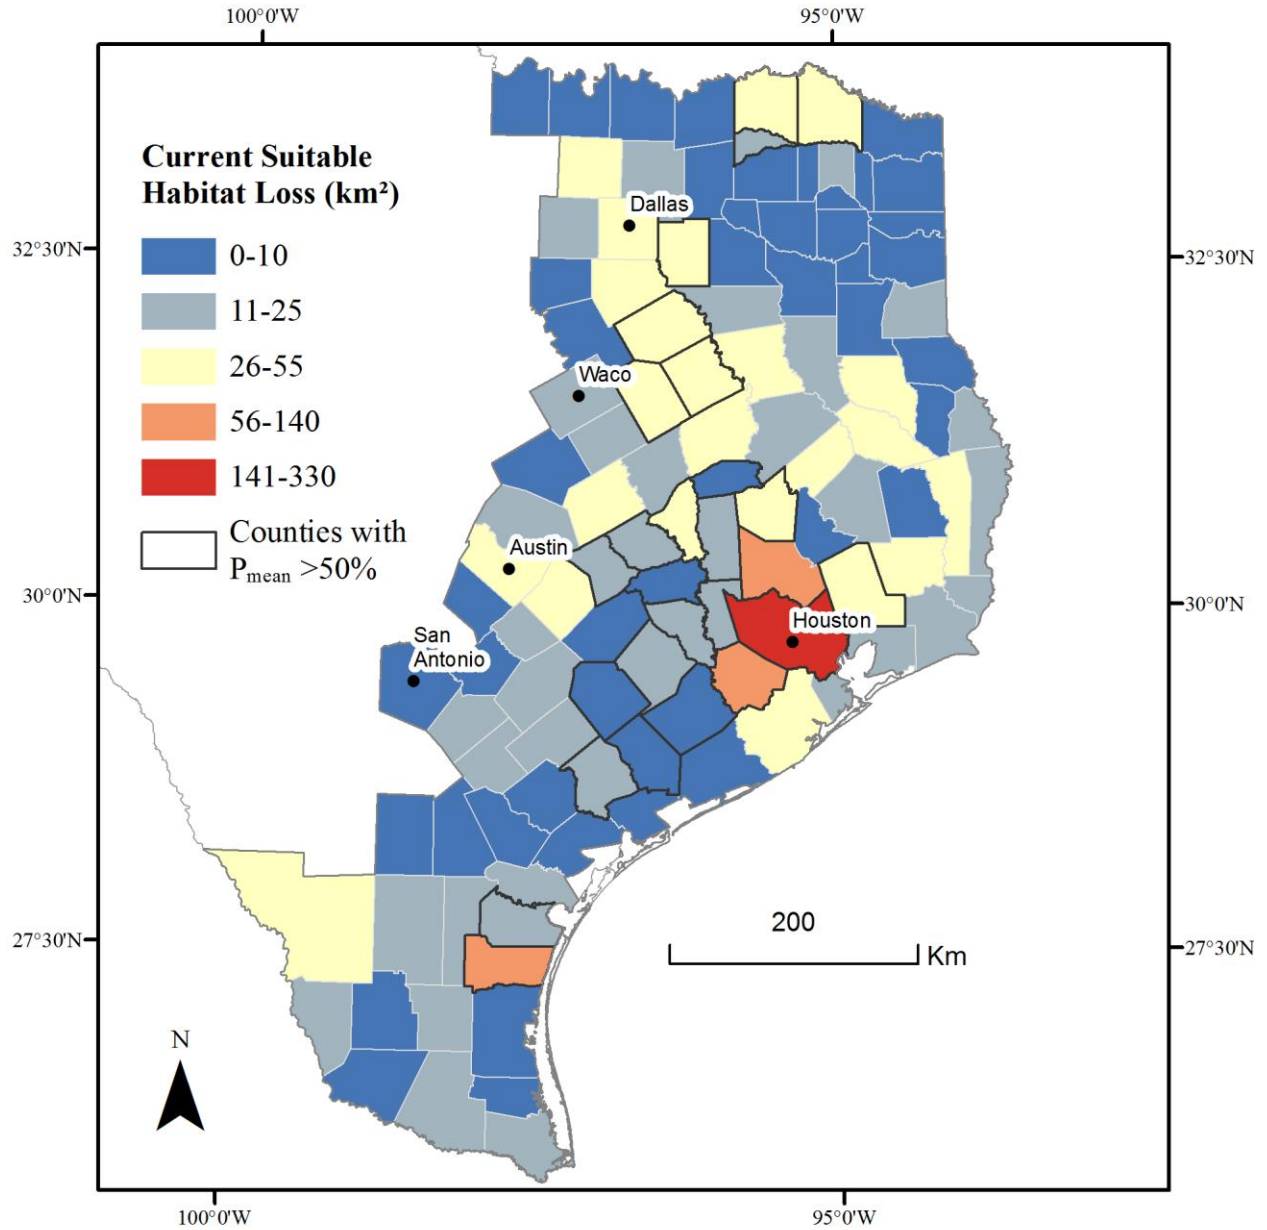 100°0'W 95°0'W
Current Suitable
Habitat Loss (km²)
0-10
11-25
26-55
56-140
141-330
Counties with
Pmean >50%
32°30'N
32°30'N
30°0'N
30°0'N
27°30'N
27°30'N
Dallas
Waco
Austin
Houston
San
Antonio
200
Km
N
100°0'W 95°0'W